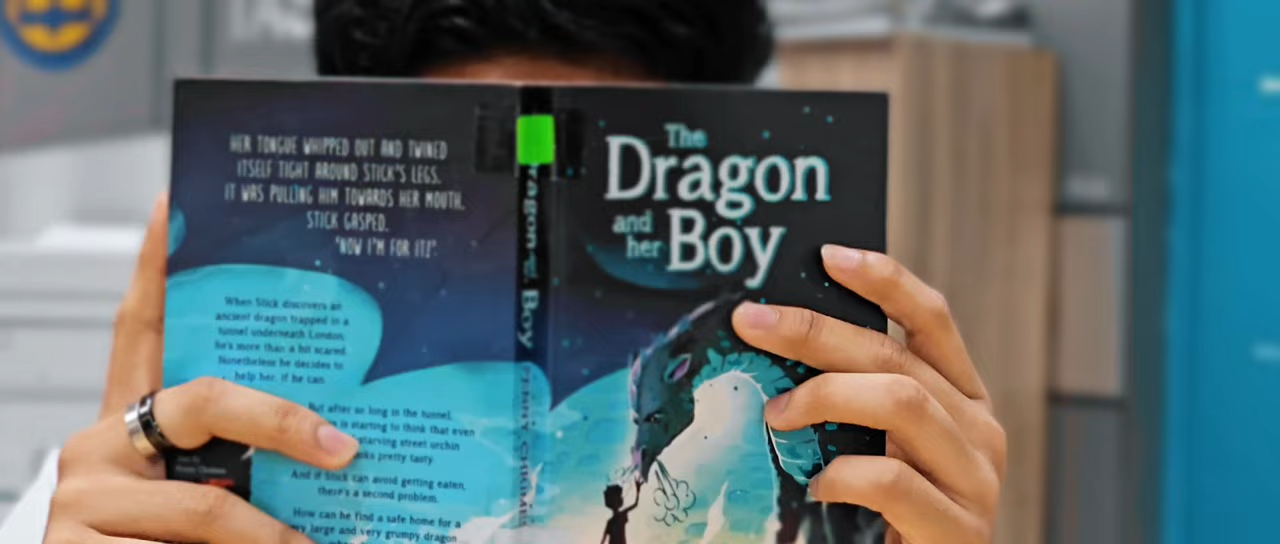 HER TONGUE WHIPPED OUT AND TWINED
ITSELF TIGHT AROUND STICK'S LEGS.
IT WAS PULLING HIM TOWARDS HER MOUTH.
STICK GASPED.
'NOW I'M FOR IT!'
When Stick discovers an
ancient dragon trapped in a
tunnel underneath London,
he's more than a bit scared.
Nonetheless he decides to
help her, if he can.
But after so long in the tunnel,
is starting to think that even
starving street urchin
looks pretty tasty.
And if Stick can avoid getting eaten,
there's a second problem.
How can he find a safe home for a
very large and very grumpy dragon
ragon and Boy
PENNY CHRIMES
The
Dragon
and her
Boy